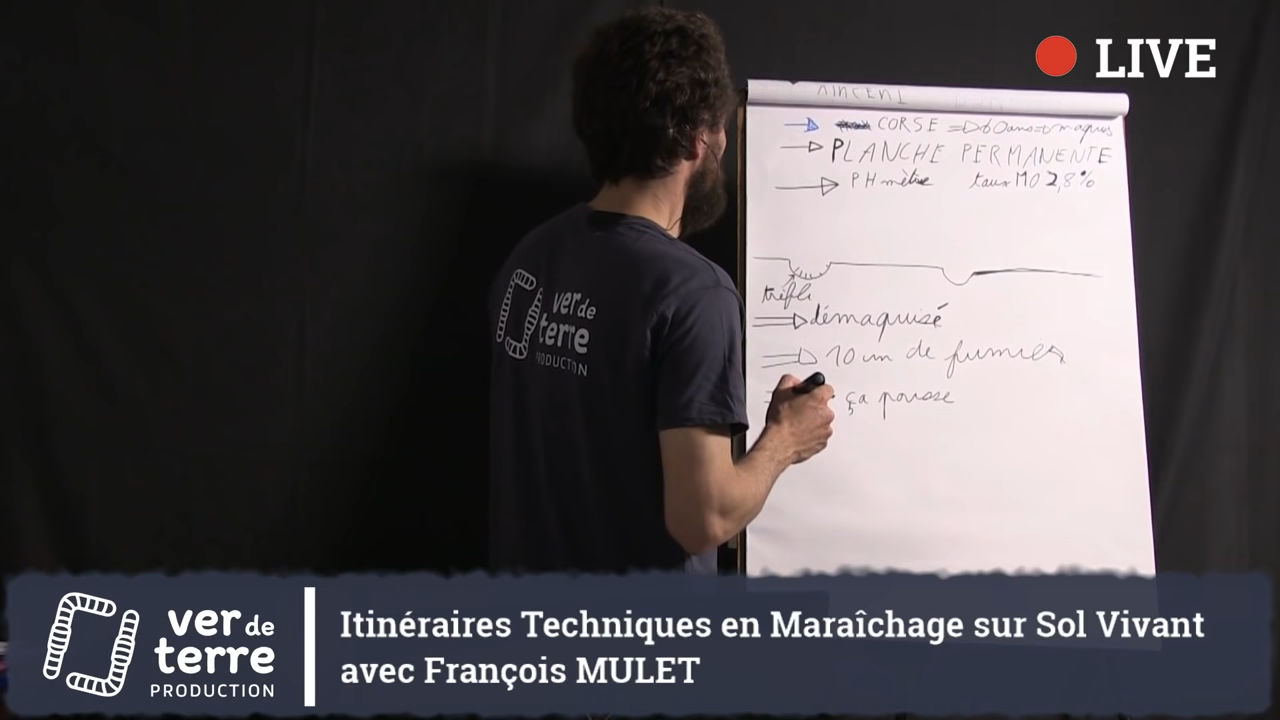 LIVE
VINCENT
→ CORSE ⇒ 60 ans ⇒ maquis
→ PLANCHE PERMANENTE
→ PH mètre taux MO 2,8%
trèfle
⇒ démaquisé
⇒ 10 cm de fumier
ça pousse
ver de
terre
PRODUCTION
ver de
terre
PRODUCTION
Itinéraires Techniques en Maraîchage sur Sol Vivant
avec François MULET